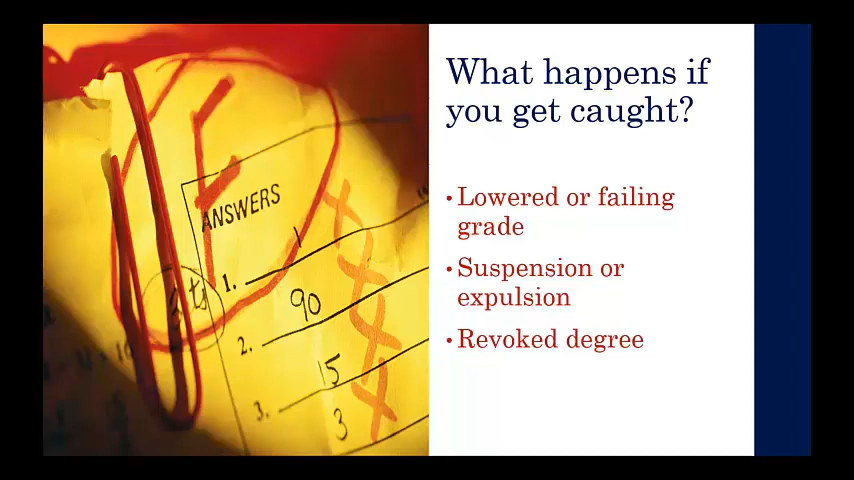 What happens if
you get caught?
• Lowered or failing
grade
• Suspension or
expulsion
• Revoked degree
F
ANSWERS
1. 1
2. 90
3. 15
3